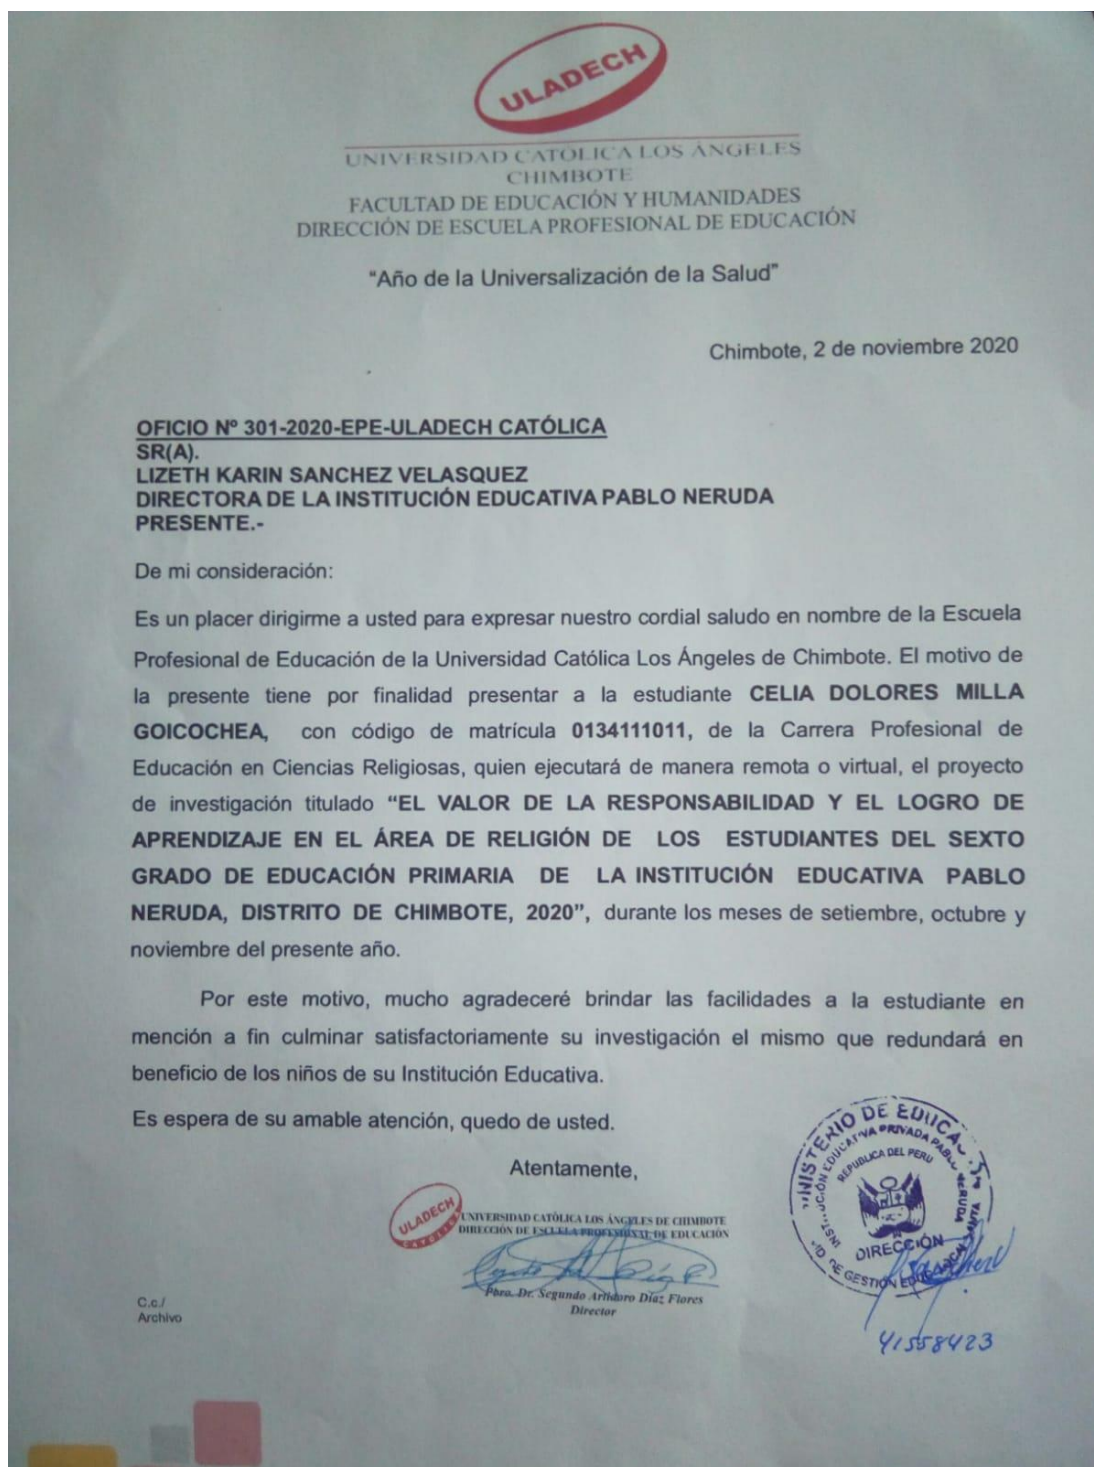 ULADECH
UNIVERSIDAD CATÓLICA LOS ÁNGELES
CHIMBOTE
FACULTAD DE EDUCACIÓN Y HUMANIDADES
DIRECCIÓN DE ESCUELA PROFESIONAL DE EDUCACIÓN
“Año de la Universalización de la Salud”
Chimbote, 2 de noviembre 2020
OFICIO Nº 301-2020-EPE-ULADECH CATÓLICA
SR(A).
LIZETH KARIN SANCHEZ VELASQUEZ
DIRECTORA DE LA INSTITUCIÓN EDUCATIVA PABLO NERUDA
PRESENTE.-
De mi consideración:
Es un placer dirigirme a usted para expresar nuestro cordial saludo en nombre de la Escuela
Profesional de Educación de la Universidad Católica Los Ángeles de Chimbote. El motivo de
la presente tiene por finalidad presentar a la estudiante CELIA DOLORES MILLA
GOICOCHEA, con código de matrícula 0134111011, de la Carrera Profesional de
Educación en Ciencias Religiosas, quien ejecutará de manera remota o virtual, el proyecto
de investigación titulado “EL VALOR DE LA RESPONSABILIDAD Y EL LOGRO DE
APRENDIZAJE EN EL ÁREA DE RELIGIÓN DE LOS ESTUDIANTES DEL SEXTO
GRADO DE EDUCACIÓN PRIMARIA DE LA INSTITUCIÓN EDUCATIVA PABLO
NERUDA, DISTRITO DE CHIMBOTE, 2020”, durante los meses de setiembre, octubre y
noviembre del presente año.
Por este motivo, mucho agradeceré brindar las facilidades a la estudiante en
mención a fin culminar satisfactoriamente su investigación el mismo que redundará en
beneficio de los niños de su Institución Educativa.
Es espera de su amable atención, quedo de usted.
Atentamente,
ULADECH
CATÓLICA
UNIVERSIDAD CATÓLICA LOS ÁNGELES DE CHIMBOTE
DIRECCIÓN DE ESCUELA PROFESIONAL DE EDUCACIÓN
Pbro. Dr. Segundo Artidoro Díaz Flores
Director
REPUBLICA DEL PERU
DIRECCIÓN
41558423
C.c./
Archivo